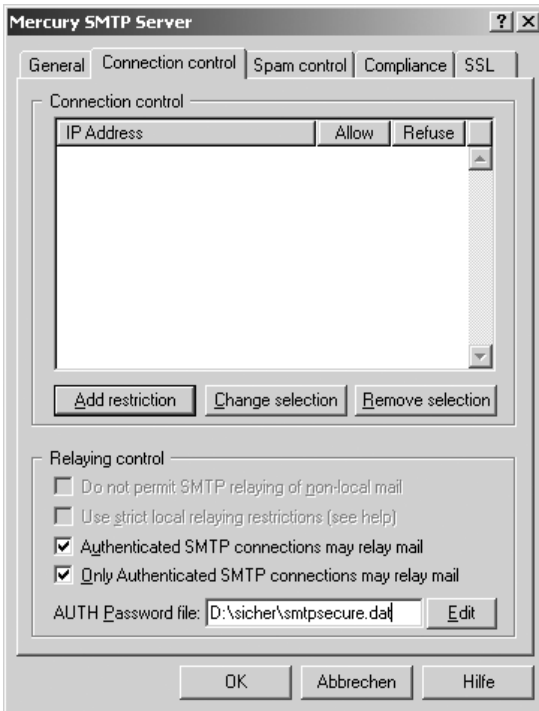 Mercury SMTP Server
General Connection control Spam control Compliance SSL
Connection control
IP Address Allow Refuse
Add restriction Change selection Remove selection
Relaying control
Do not permit SMTP relaying of non-local mail
Use strict local relaying restrictions (see help)
Authenticated SMTP connections may relay mail
Only Authenticated SMTP connections may relay mail
AUTH Password file: D:\sicher\smtpsecure.dat Edit
OK Abbrechen Hilfe